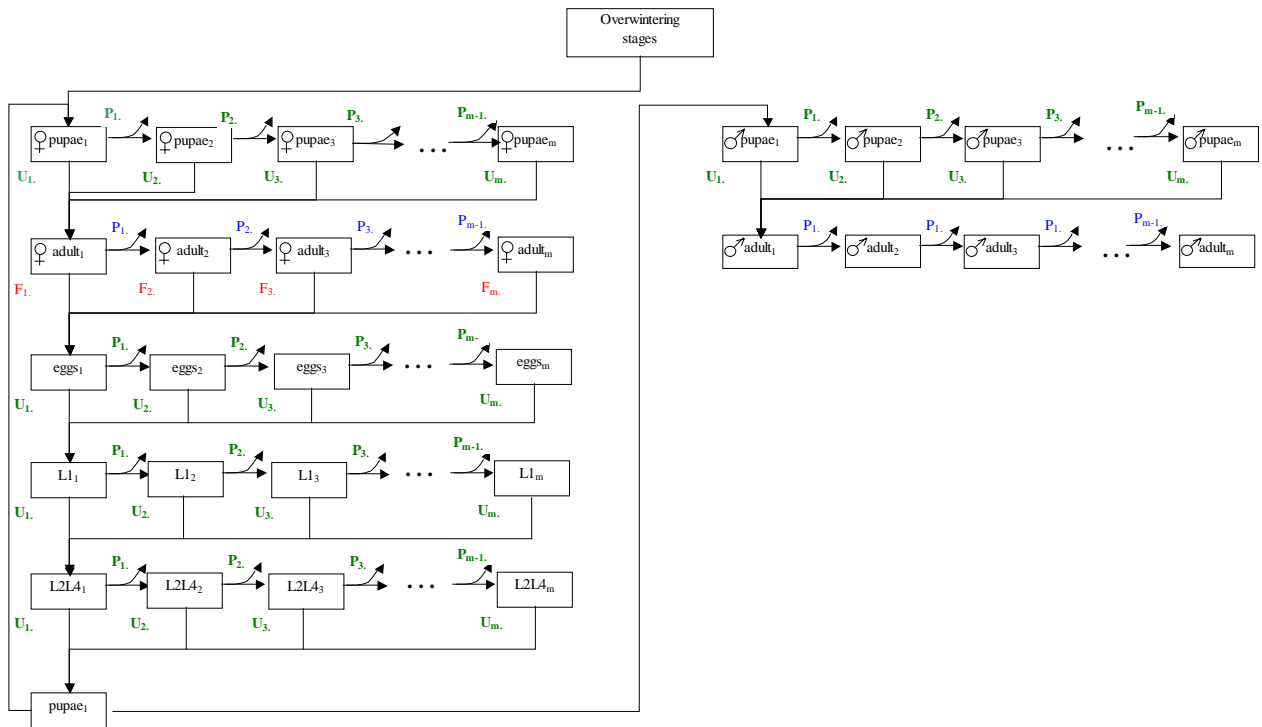 Overwintering
stages
P₁. P₂. P₃. Pₘ₋₁.
♀pupae₁ ♀pupae₂ ♀pupae₃ ... ♀pupaeₘ
U₁. U₂. U₃. Uₘ.
P₁. P₂. P₃. Pₘ₋₁.
♂pupae₁ ♂pupae₂ ♂pupae₃ ... ♂pupaeₘ
U₁. U₂. U₃. Uₘ.
P₁. P₂. P₃. Pₘ₋₁.
♀adult₁ ♀adult₂ ♀adult₃ ... ♀adultₘ
F₁. F₂. F₃. Fₘ.
P₁. P₁. P₁. Pₘ₋₁.
♂adult₁ ♂adult₂ ♂adult₃ ... ♂adultₘ
P₁. P₂. P₃. Pₘ₋
eggs₁ eggs₂ eggs₃ ... eggsₘ
U₁. U₂. U₃. Uₘ.
P₁. P₂. P₃. Pₘ₋₁.
L1₁ L1₂ L1₃ ... L1ₘ
U₁. U₂. U₃. Uₘ.
P₁. P₂. P₃. Pₘ₋₁.
L2L4₁ L2L4₂ L2L4₃ ... L2L4ₘ
U₁. U₂. U₃. Uₘ.
pupae₁